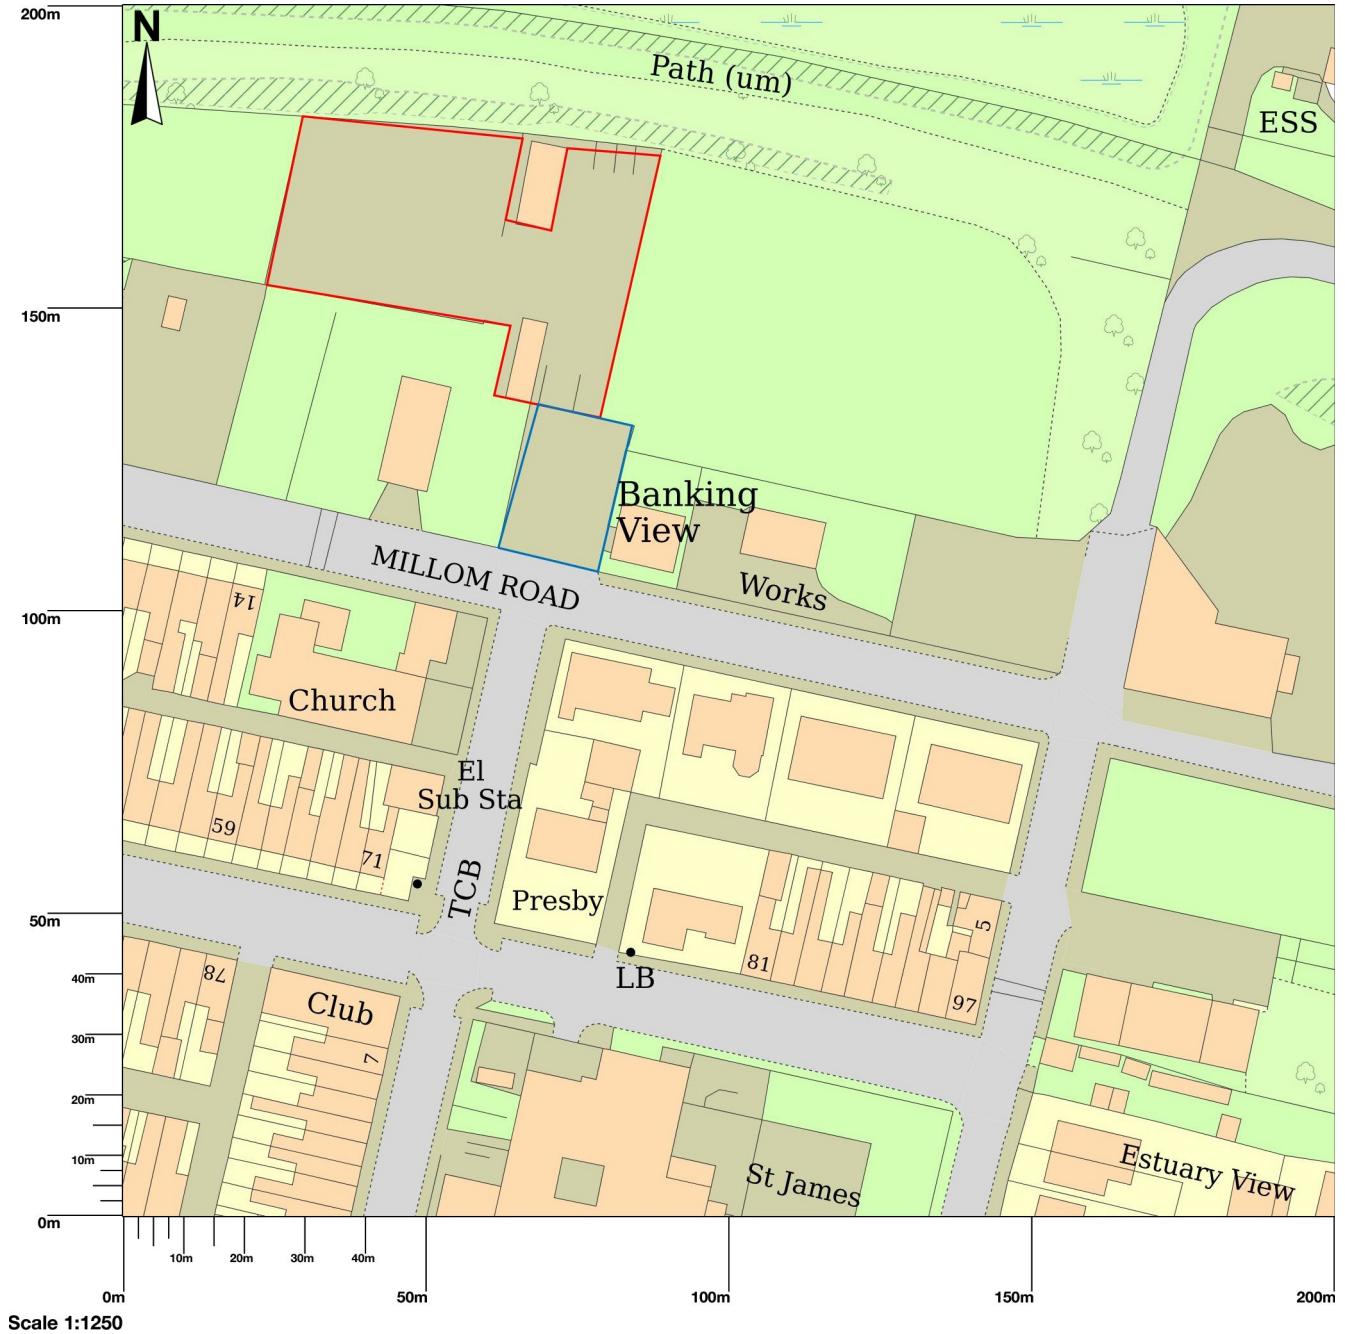 200m
N
Path (um)
ESS
150m
Banking
View
MILLOM ROAD
Works
100m
14
Church
El
Sub Sta
59
71
TCB
Presby
50m
5
81
LB
97
78
40m
Club
30m
7
20m
10m
Estuary View
St James
0m
10m
20m
30m
40m
0m
50m
100m
150m
200m
Scale 1:1250